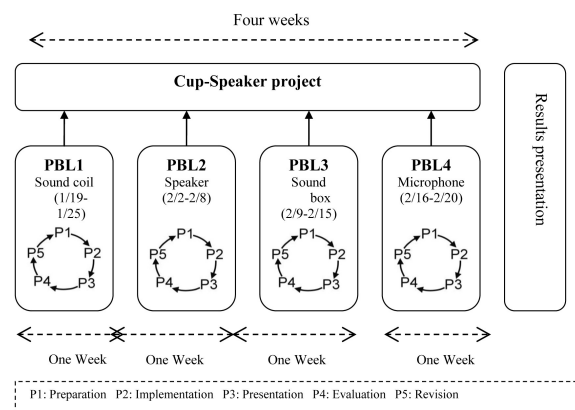 Four weeks
Cup-Speaker project
Results presentation
PBL1
Sound coil
(1/19-
1/25)
P1
P2
P3
P4
P5
PBL2
Speaker
(2/2-2/8)
P1
P2
P3
P4
P5
PBL3
Sound
box
(2/9-2/15)
P1
P2
P3
P4
P5
PBL4
Microphone
(2/16-2/20)
P1
P2
P3
P4
P5
One Week
One Week
One Week
One Week
P1: Preparation P2: Implementation P3: Presentation P4: Evaluation P5: Revision